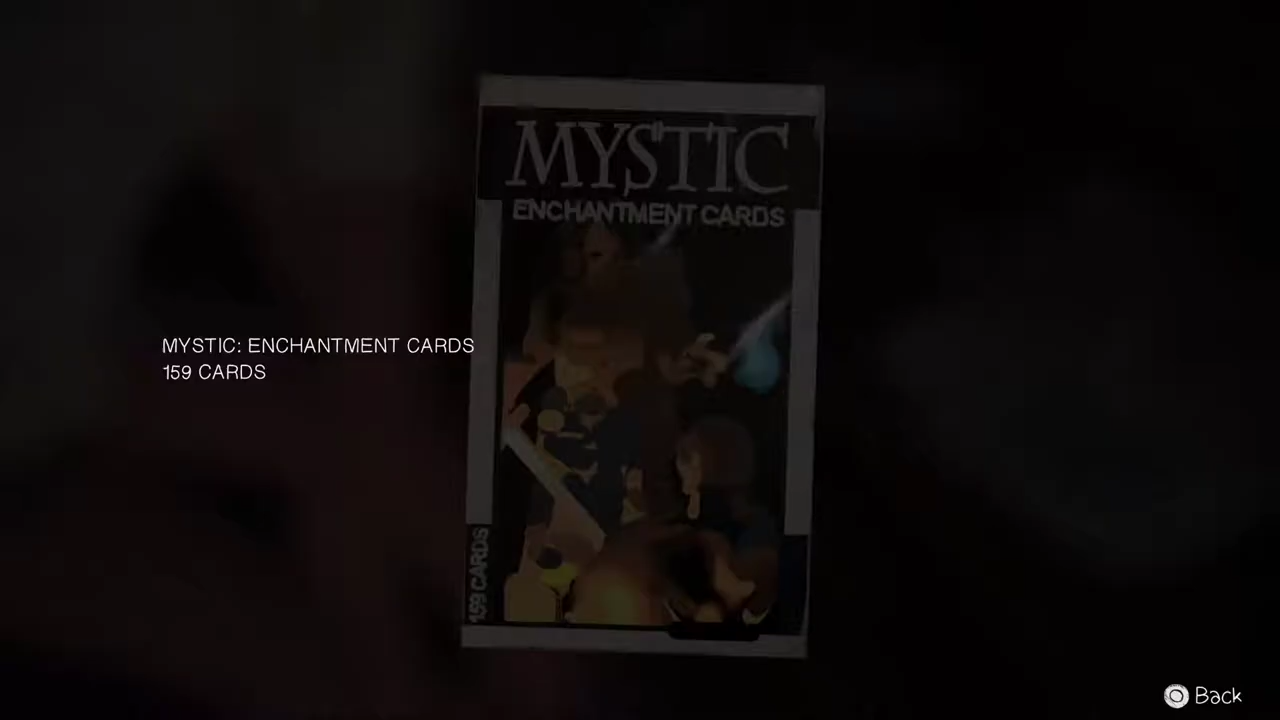 MYSTIC
ENCHANTMENT CARDS
MYSTIC: ENCHANTMENT CARDS
159 CARDS
159 CARDS
Back